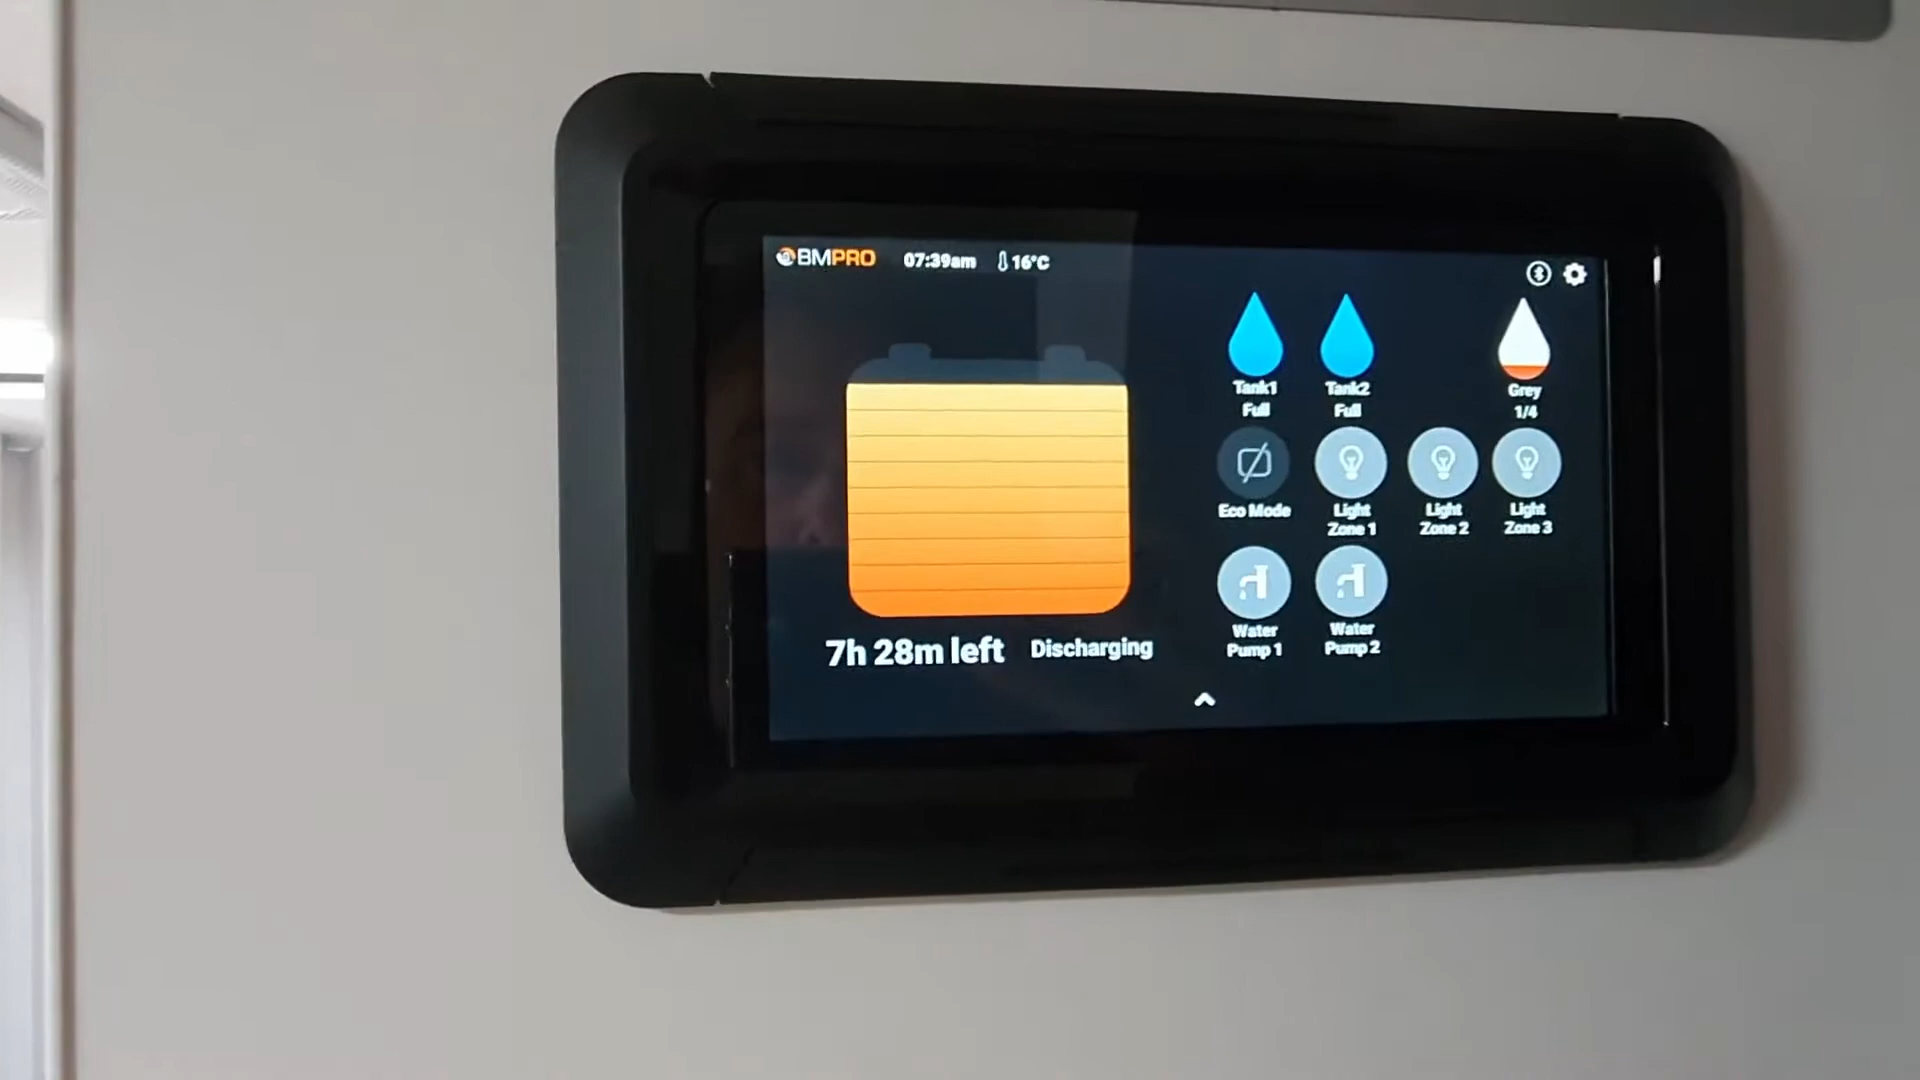 BMPRO 07:39am 16°C
Tank1 Tank2 Grey
Full Full 1/4
Eco Mode Light Light Light
Zone 1 Zone 2 Zone 3
7h 28m left Discharging
Water Water
Pump 1 Pump 2